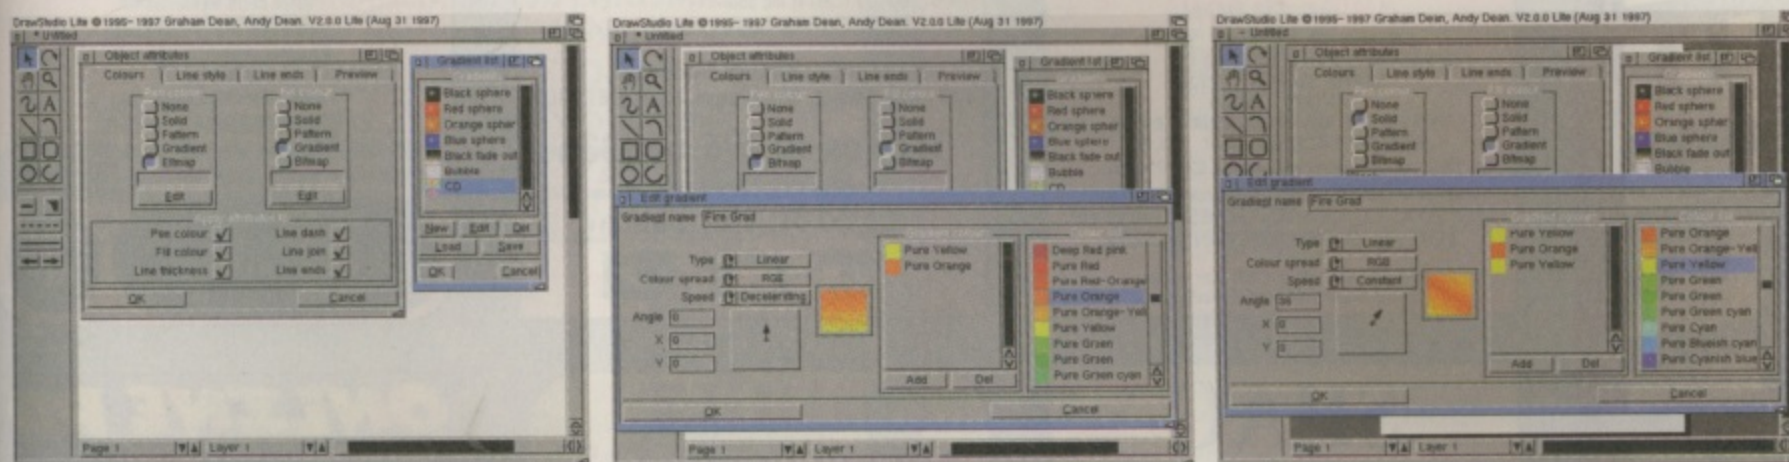 DrawStudio Lite © 1995-1997 Graham Dean, Andy Dean. V2.0.0 Lite (Aug 31 1997)
* Untitled
Object attributes
Colours
Line style
Line ends
Preview
Pen colour
Fill colour
None
None
Solid
Solid
Pattern
Pattern
Gradient
Gradient
Bitmap
Bitmap
Edit
Edit
Apply attributes to
Pen colour
Line dash
Fill colour
Line join
Line thickness
Line ends
OK
Cancel
Gradient list
Black sphere
Red sphere
Orange spher
Blue sphere
Black fade out
Bubble
CD
New
Edit
Del
Load
Save
OK
Cancel
Page 1
Layer 1
DrawStudio Lite © 1995-1997 Graham Dean, Andy Dean. V2.0.0 Lite (Aug 31 1997)
* Untitled
Object attributes
Colours
Line style
Line ends
Preview
None
None
Solid
Solid
Pattern
Pattern
Gradient
Gradient
Bitmap
Bitmap
Gradient list
Black sphere
Red sphere
Orange spher
Blue sphere
Black fade out
Bubble
CD
Edit gradient
Gradient name Fire Grad
Type Linear
Colour spread RGB
Speed Decelerating
Angle 0
X 0
Y 0
Pure Yellow
Pure Orange
Add
Del
Deep Red pink
Pure Red
Pure Red-Orange
Pure Orange
Pure Orange-Yell
Pure Yellow
Pure Green
Pure Green
Pure Green cyan
OK
Cancel
Page 1
Layer 1
DrawStudio Lite © 1995-1997 Graham Dean, Andy Dean. V2.0.0 Lite (Aug 31 1997)
- Untitled
Object attributes
Colours
Line style
Line ends
Preview
None
None
Solid
Solid
Pattern
Pattern
Gradient
Gradient
Bitmap
Bitmap
Gradient list
Black sphere
Red sphere
Orange spher
Blue sphere
Black fade out
Bubble
Edit gradient
Gradient name Fire Grad
Type Linear
Colour spread RGB
Speed Constant
Angle 36
X 0
Y 0
Pure Yellow
Pure Orange
Pure Yellow
Add
Del
Pure Orange
Pure Orange-Yell
Pure Yellow
Pure Green
Pure Green
Pure Green cyan
Pure Cyan
Pure Blueish cyan
Pure Cyanish blue
OK
Cancel
Page 1
Layer 1